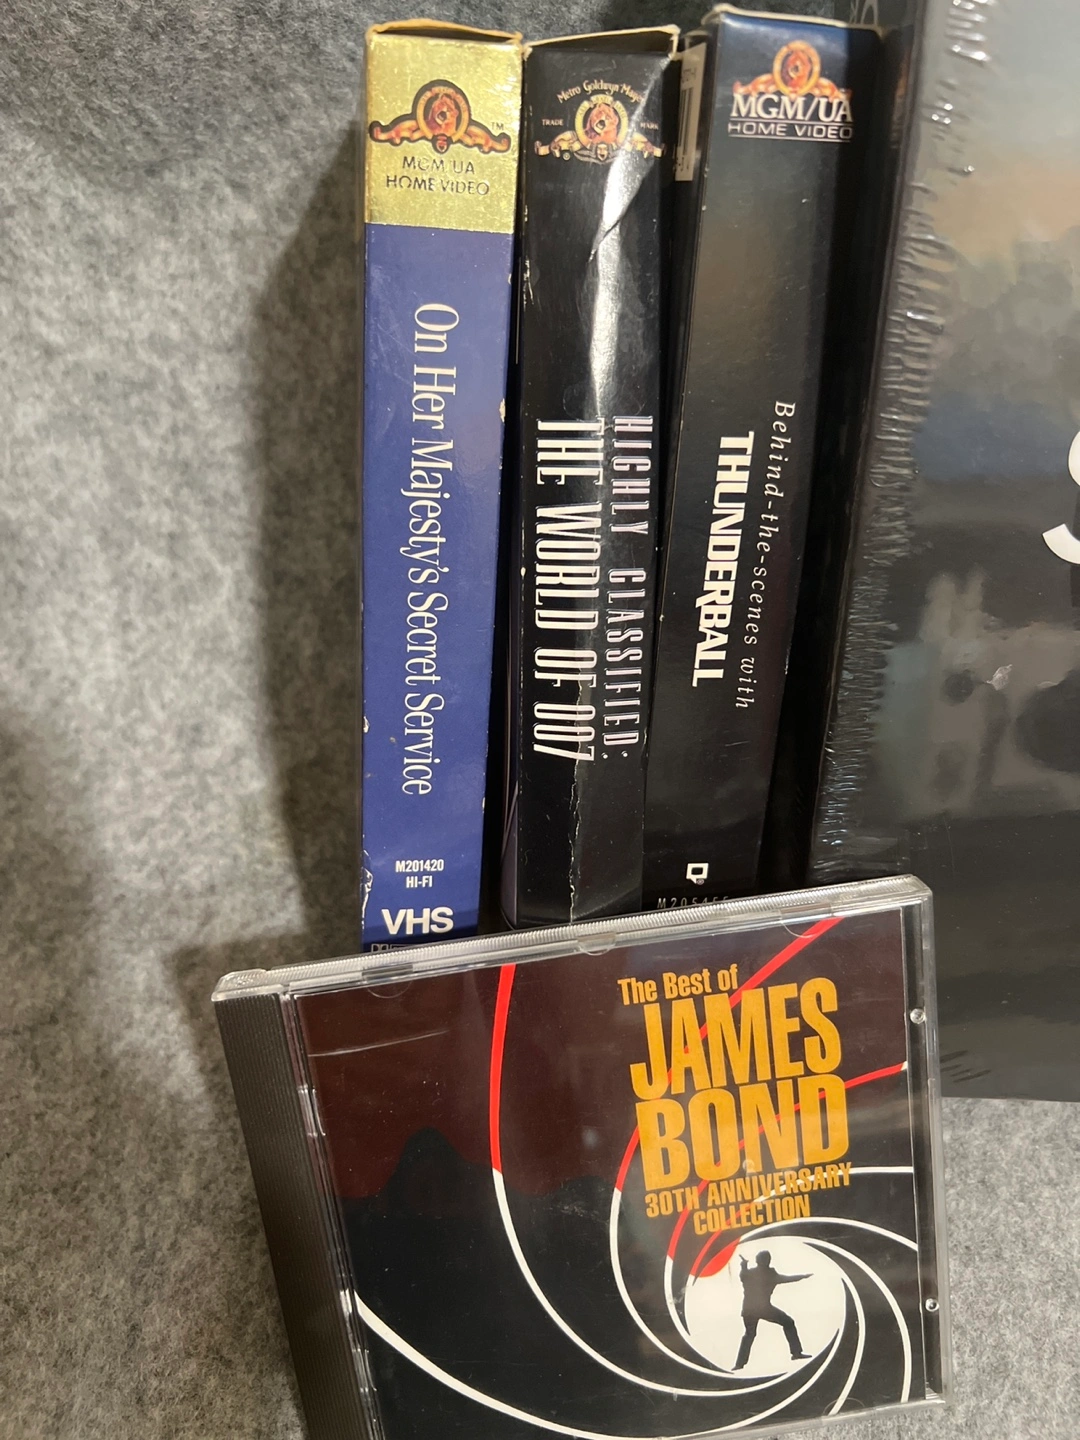 TM
MGM/UA
HOME VIDEO
On Her Majesty's Secret Service
M201420
HI-FI
VHS
Metro Goldwyn Mayer
TRADE MARK
HIGHLY CLASSIFIED:
THE WORLD OF 007
MGM/UA
HOME VIDEO
Behind-the-scenes with
THUNDERBALL
The Best of
JAMES
BOND
30TH ANNIVERSARY
COLLECTION